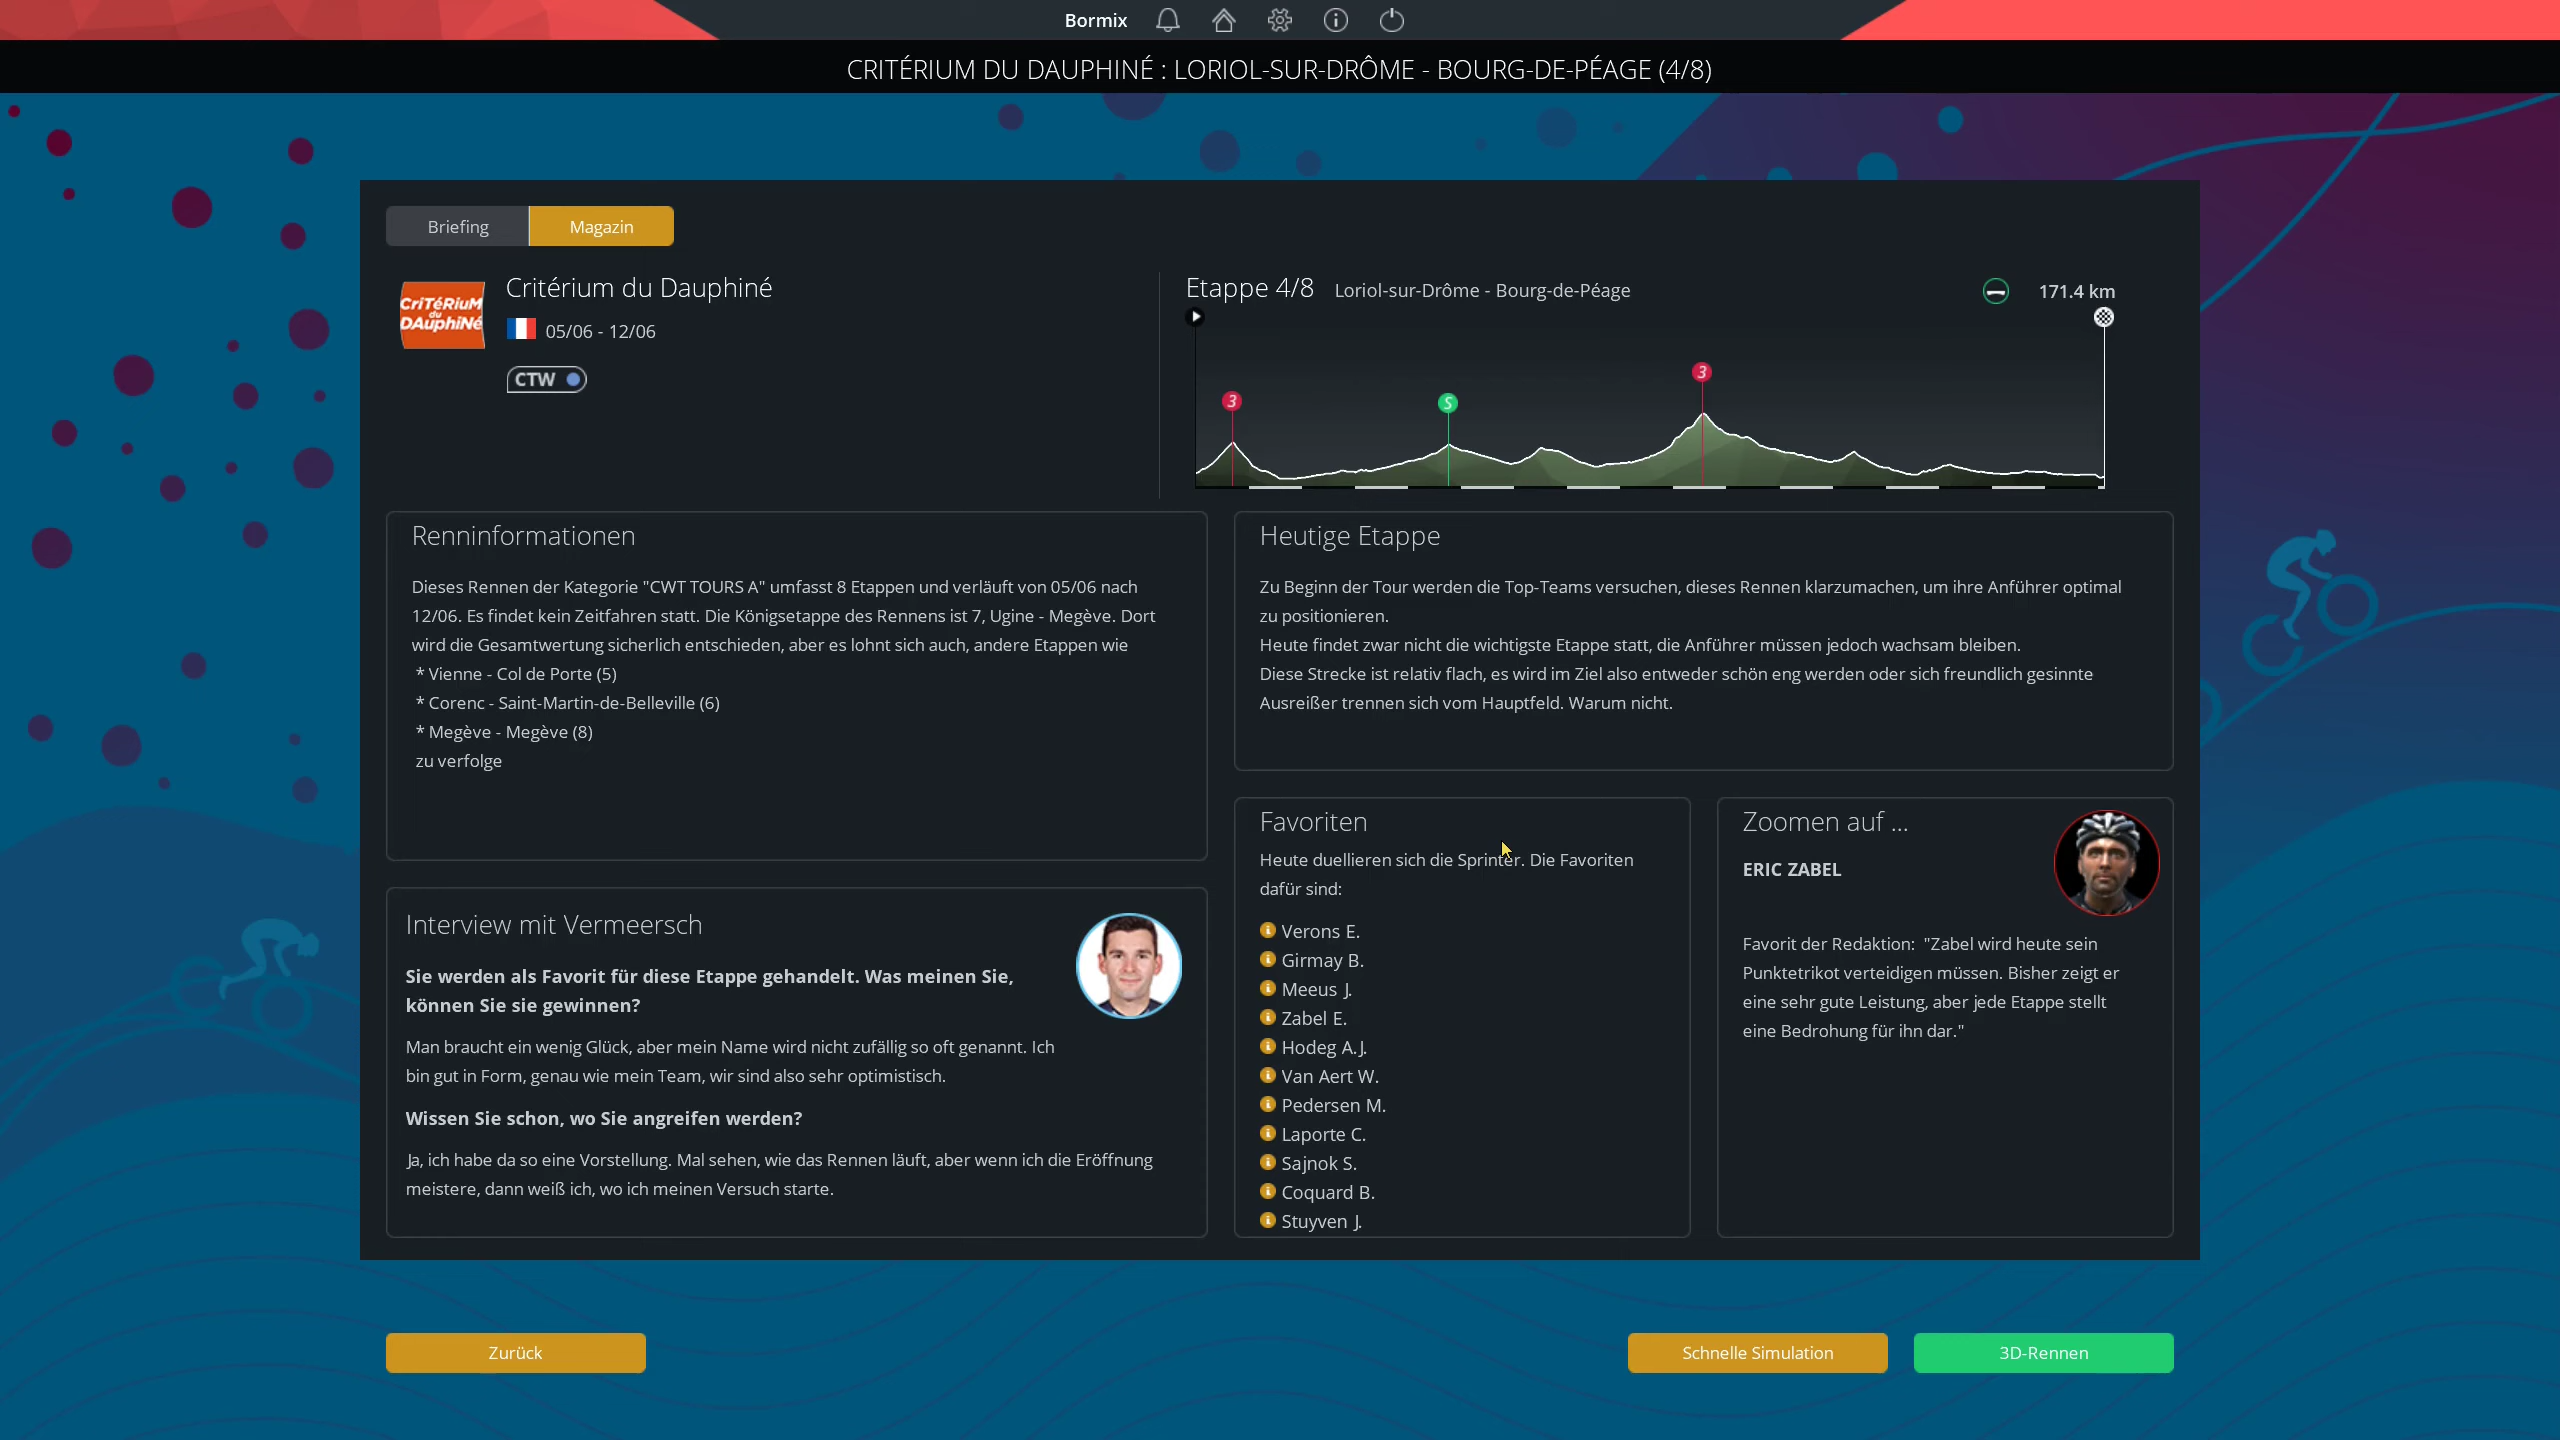 Bormix
CRITÉRIUM DU DAUPHINÉ : LORIOL-SUR-DRÔME - BOURG-DE-PÉAGE (4/8)
Briefing
Magazin
CRiTéRiuM
du
DAuphiNé
Critérium du Dauphiné
05/06 - 12/06
CTW
Etappe 4/8
Loriol-sur-Drôme - Bourg-de-Péage
171.4 km
3
S
3
Renninformationen
Dieses Rennen der Kategorie "CWT TOURS A" umfasst 8 Etappen und verläuft von 05/06 nach
12/06. Es findet kein Zeitfahren statt. Die Königsetappe des Rennens ist 7, Ugine - Megève. Dort
wird die Gesamtwertung sicherlich entschieden, aber es lohnt sich auch, andere Etappen wie
* Vienne - Col de Porte (5)
* Corenc - Saint-Martin-de-Belleville (6)
* Megève - Megève (8)
zu verfolge
Heutige Etappe
Zu Beginn der Tour werden die Top-Teams versuchen, dieses Rennen klarzumachen, um ihre Anführer optimal
zu positionieren.
Heute findet zwar nicht die wichtigste Etappe statt, die Anführer müssen jedoch wachsam bleiben.
Diese Strecke ist relativ flach, es wird im Ziel also entweder schön eng werden oder sich freundlich gesinnte
Ausreißer trennen sich vom Hauptfeld. Warum nicht.
Interview mit Vermeersch
Sie werden als Favorit für diese Etappe gehandelt. Was meinen Sie,
können Sie sie gewinnen?
Man braucht ein wenig Glück, aber mein Name wird nicht zufällig so oft genannt. Ich
bin gut in Form, genau wie mein Team, wir sind also sehr optimistisch.
Wissen Sie schon, wo Sie angreifen werden?
Ja, ich habe da so eine Vorstellung. Mal sehen, wie das Rennen läuft, aber wenn ich die Eröffnung
meistere, dann weiß ich, wo ich meinen Versuch starte.
Favoriten
Heute duellieren sich die Sprinter. Die Favoriten
dafür sind:
Verons E.
Girmay B.
Meeus J.
Zabel E.
Hodeg A.J.
Van Aert W.
Pedersen M.
Laporte C.
Sajnok S.
Coquard B.
Stuyven J.
Zoomen auf ...
ERIC ZABEL
Favorit der Redaktion:  "Zabel wird heute sein
Punktetrikot verteidigen müssen. Bisher zeigt er
eine sehr gute Leistung, aber jede Etappe stellt
eine Bedrohung für ihn dar."
Zurück
Schnelle Simulation
3D-Rennen